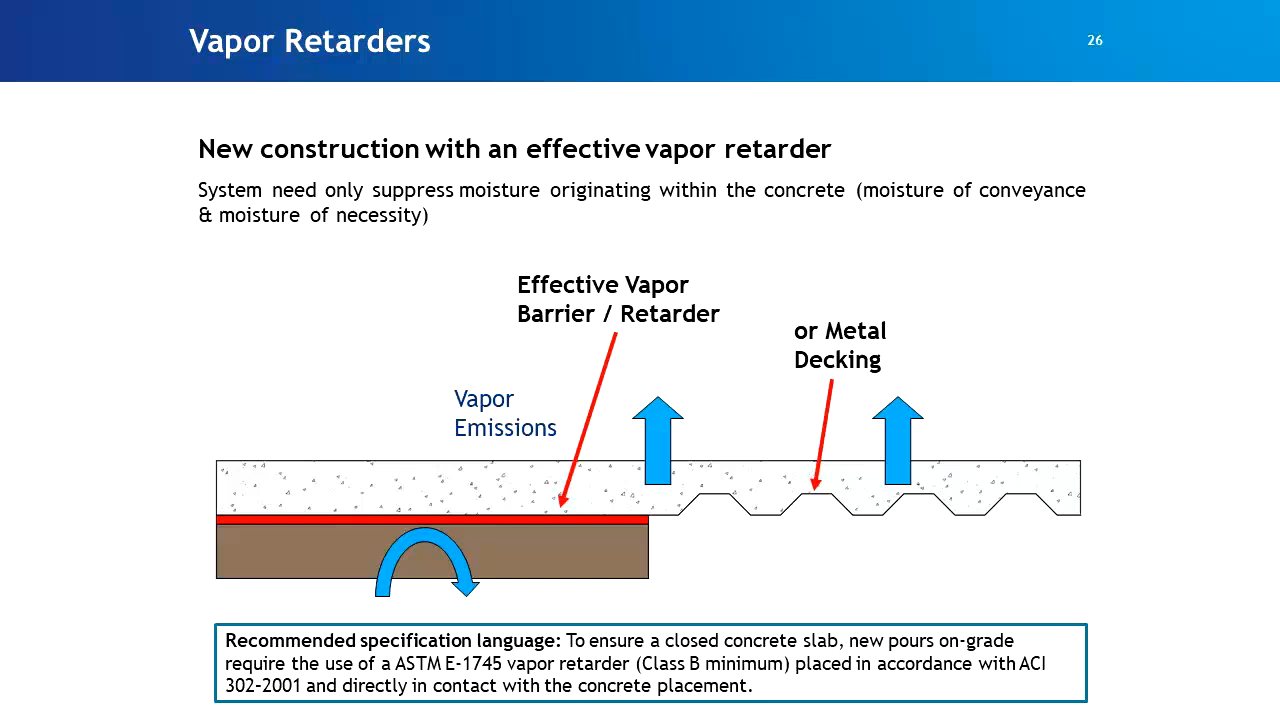 Vapor Retarders
26
New construction with an effective vapor retarder
System need only suppress moisture originating within the concrete (moisture of conveyance
& moisture of necessity)
Effective Vapor
Barrier / Retarder
or Metal
Decking
Vapor
Emissions
Recommended specification language: To ensure a closed concrete slab, new pours on-grade
require the use of a ASTM E-1745 vapor retarder (Class B minimum) placed in accordance with ACI
302-2001 and directly in contact with the concrete placement.